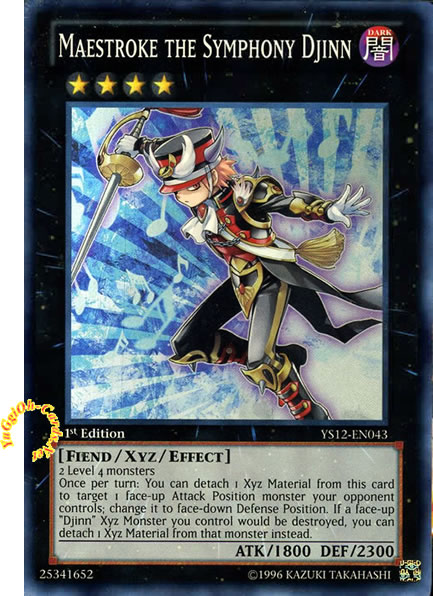 MAESTROKE THE SYMPHONY DJINN
DARK
闇
YuGgiOh-Cards.Net
1st Edition
YS12-EN043
[FIEND/XYZ/EFFECT]
2 Level 4 monsters
Once per turn: You can detach 1 Xyz Material from this card
to target 1 face-up Attack Position monster your opponent
controls; change it to face-down Defense Position. If a face-up
"Djinn" Xyz Monster you control would be destroyed, you can
detach 1 Xyz Material from that monster instead.
ATK/1800 DEF/2300
25341652
©1996 KAZUKI TAKAHASHI